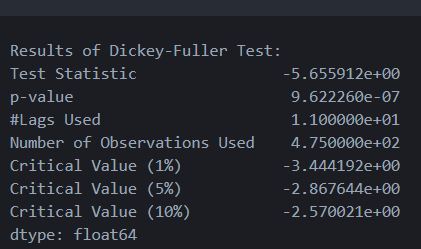 Results of Dickey-Fuller Test:
Test Statistic                -5.655912e+00
p-value                        9.622260e-07
#Lags Used                     1.100000e+01
Number of Observations Used    4.750000e+02
Critical Value (1%)           -3.444192e+00
Critical Value (5%)           -2.867644e+00
Critical Value (10%)          -2.570021e+00
dtype: float64